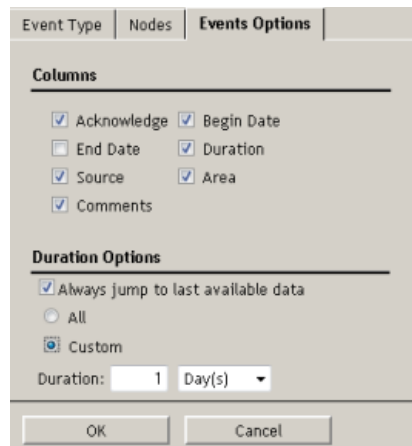 Event Type Nodes Events Options
Columns
Acknowledge Begin Date
End Date Duration
Source Area
Comments
Duration Options
Always jump to last available data
All
Custom
Duration: 1 Day(s)
OK Cancel